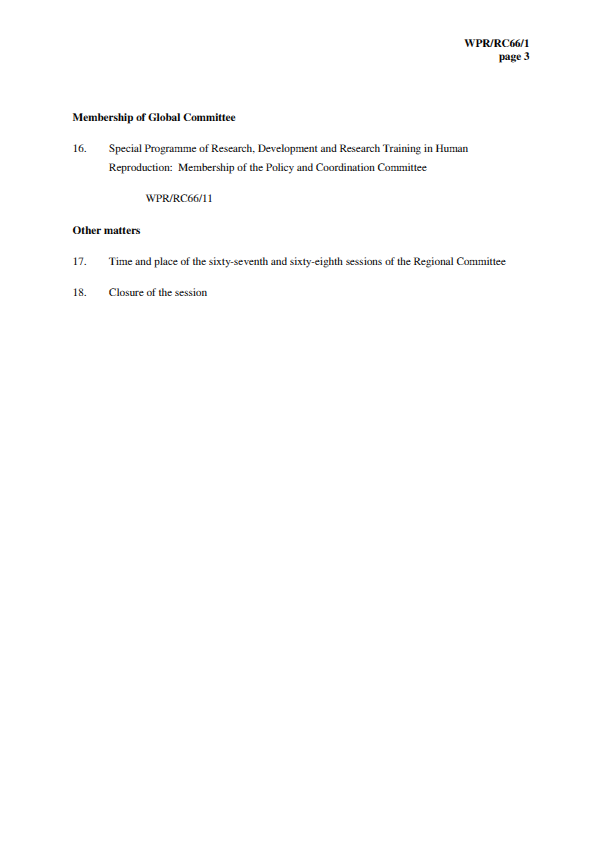 WPR/RC66/1
page 3
Membership of Global Committee
16. Special Programme of Research, Development and Research Training in Human
Reproduction: Membership of the Policy and Coordination Committee
WPR/RC66/11
Other matters
17. Time and place of the sixty-seventh and sixty-eighth sessions of the Regional Committee
18. Closure of the session